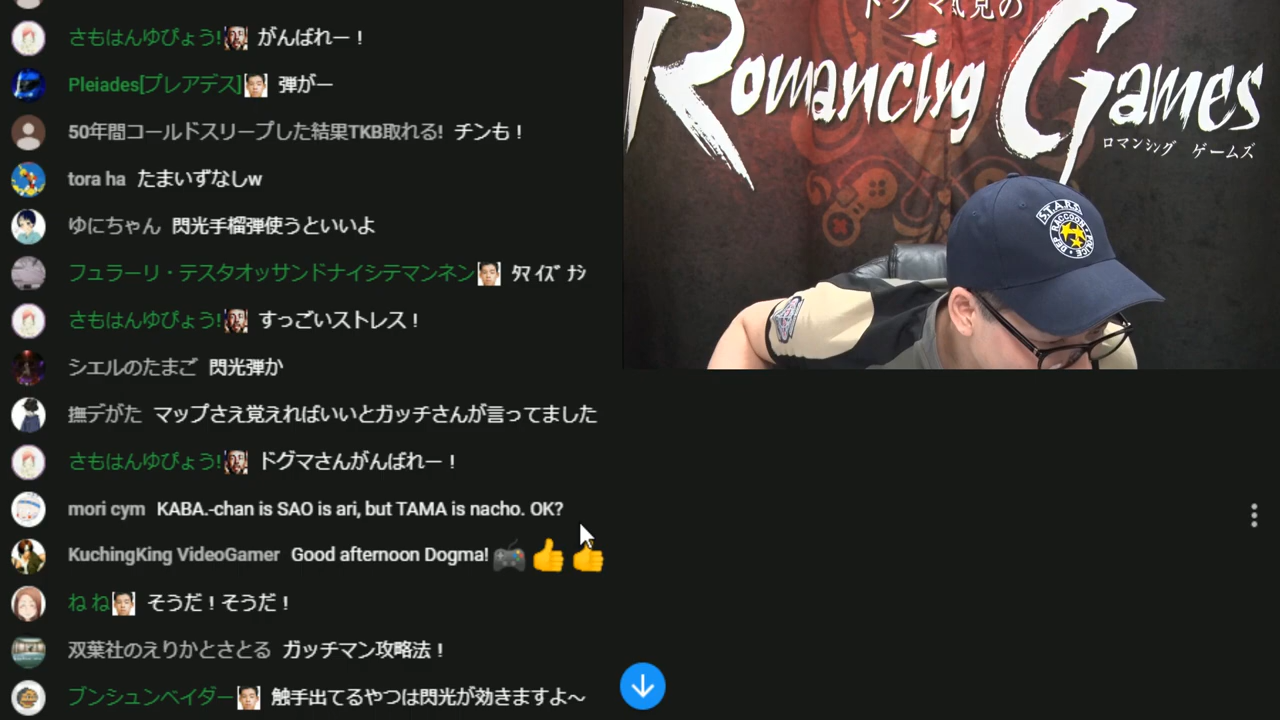 さもはんゆぴょう! がんばれー！
Pleiades[プレアデス] 弾がー
50年間コールドスリープした結果TKB取れる! チンも！
tora ha たまいずなしw
ゆにちゃん 閃光手榴弾使うといいよ
フュラーリ・テスタオッサンドナイシテマンネン ﾀﾏ ｲｽﾞ ﾅｼ
さもはんゆぴょう! すっごいストレス！
シエルのたまご 閃光弾か
撫デがた マップさえ覚えればいいとガッチさんが言ってました
さもはんゆぴょう! ドグマさんがんばれー！
mori cym KABA.-chan is SAO is ari, but TAMA is nacho. OK?
KuchingKing VideoGamer Good afternoon Dogma! 🎮👍👍
ね ね そうだ！そうだ！
双葉社のえりかとさとる ガッチマン攻略法！
ブンシュンベイダー 触手出てるやつは閃光が効きますよ～
ドグマ風見の
Romancing Games
ロマンシング ゲームズ
S.T.A.R.S.
RACCOON POLICE DEP